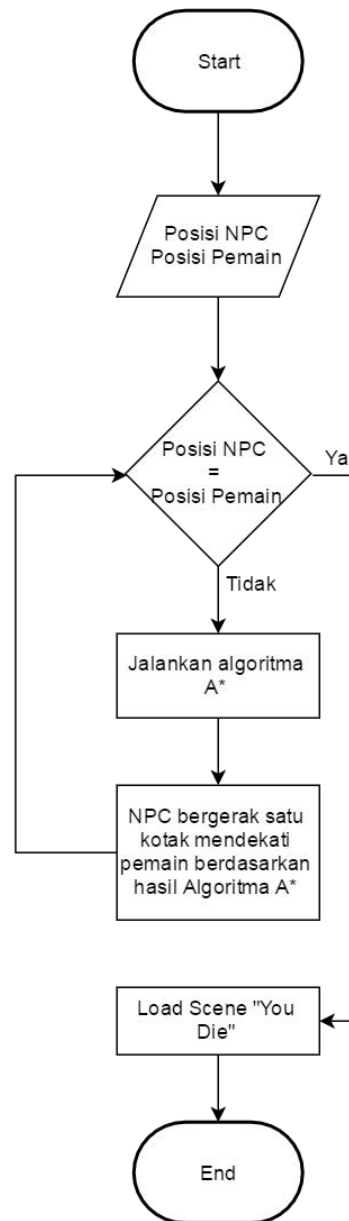 Start
Posisi NPC
Posisi Pemain
Posisi NPC
=
Posisi Pemain
Ya
Tidak
Jalankan algoritma
A*
NPC bergerak satu
kotak mendekati
pemain berdasarkan
hasil Algoritma A*
Load Scene "You
Die"
End